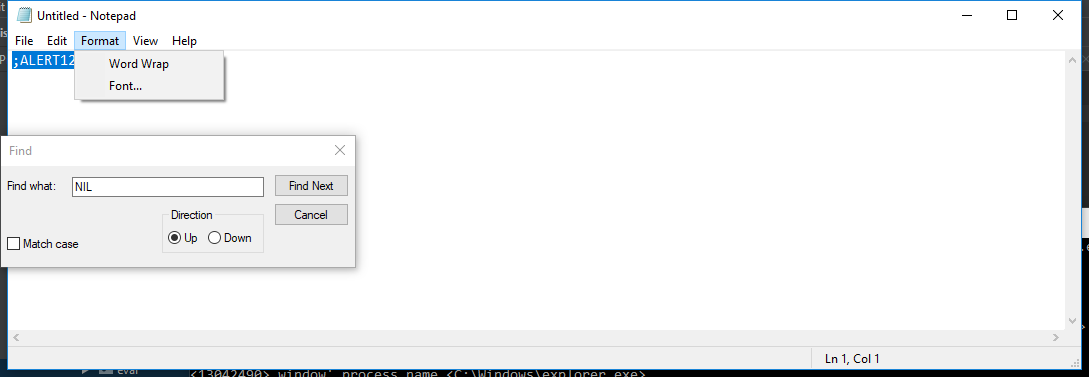 Untitled - Notepad
File Edit Format View Help
;ALERT12
Word Wrap
Font...
Find
Find what: NIL Find Next
Direction Cancel
Up Down
Match case
Ln 1, Col 1
eval
<13042490> window' process name <C:\Windows\explorer.exe>